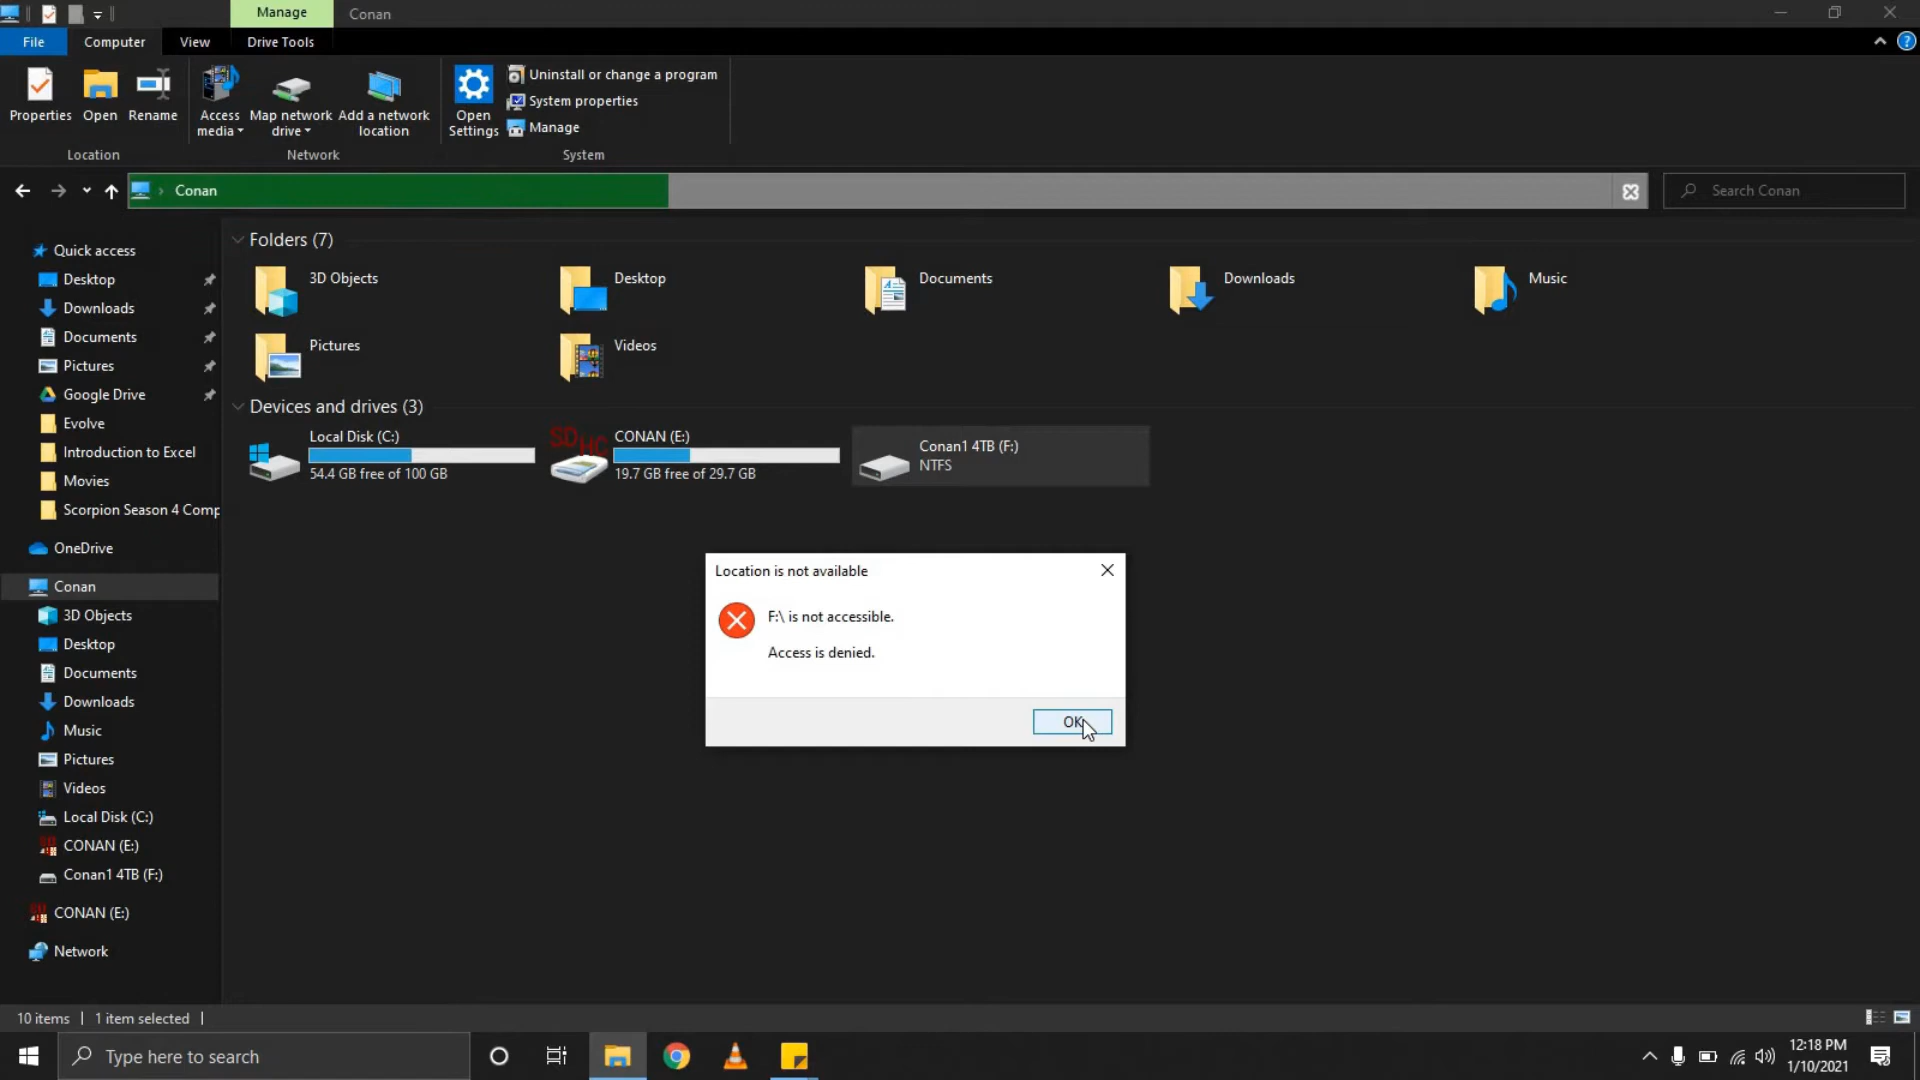 Manage
Conan
File
Computer
View
Drive Tools
Properties
Open
Rename
Access media
Map network drive
Add a network location
Open Settings
Uninstall or change a program
System properties
Manage
Location
Network
System
Conan
Search Conan
Quick access
Desktop
Downloads
Documents
Pictures
Google Drive
Evolve
Introduction to Excel
Movies
Scorpion Season 4 Comp
OneDrive
Conan
3D Objects
Desktop
Documents
Downloads
Music
Pictures
Videos
Local Disk (C:)
CONAN (E:)
Conan1 4TB (F:)
CONAN (E:)
Network
Folders (7)
3D Objects
Desktop
Documents
Downloads
Music
Pictures
Videos
Devices and drives (3)
Local Disk (C:)
54.4 GB free of 100 GB
SDHC
CONAN (E:)
19.7 GB free of 29.7 GB
Conan1 4TB (F:)
NTFS
Location is not available
F:\ is not accessible.
Access is denied.
OK
10 items
1 item selected
Type here to search
12:18 PM
1/10/2021